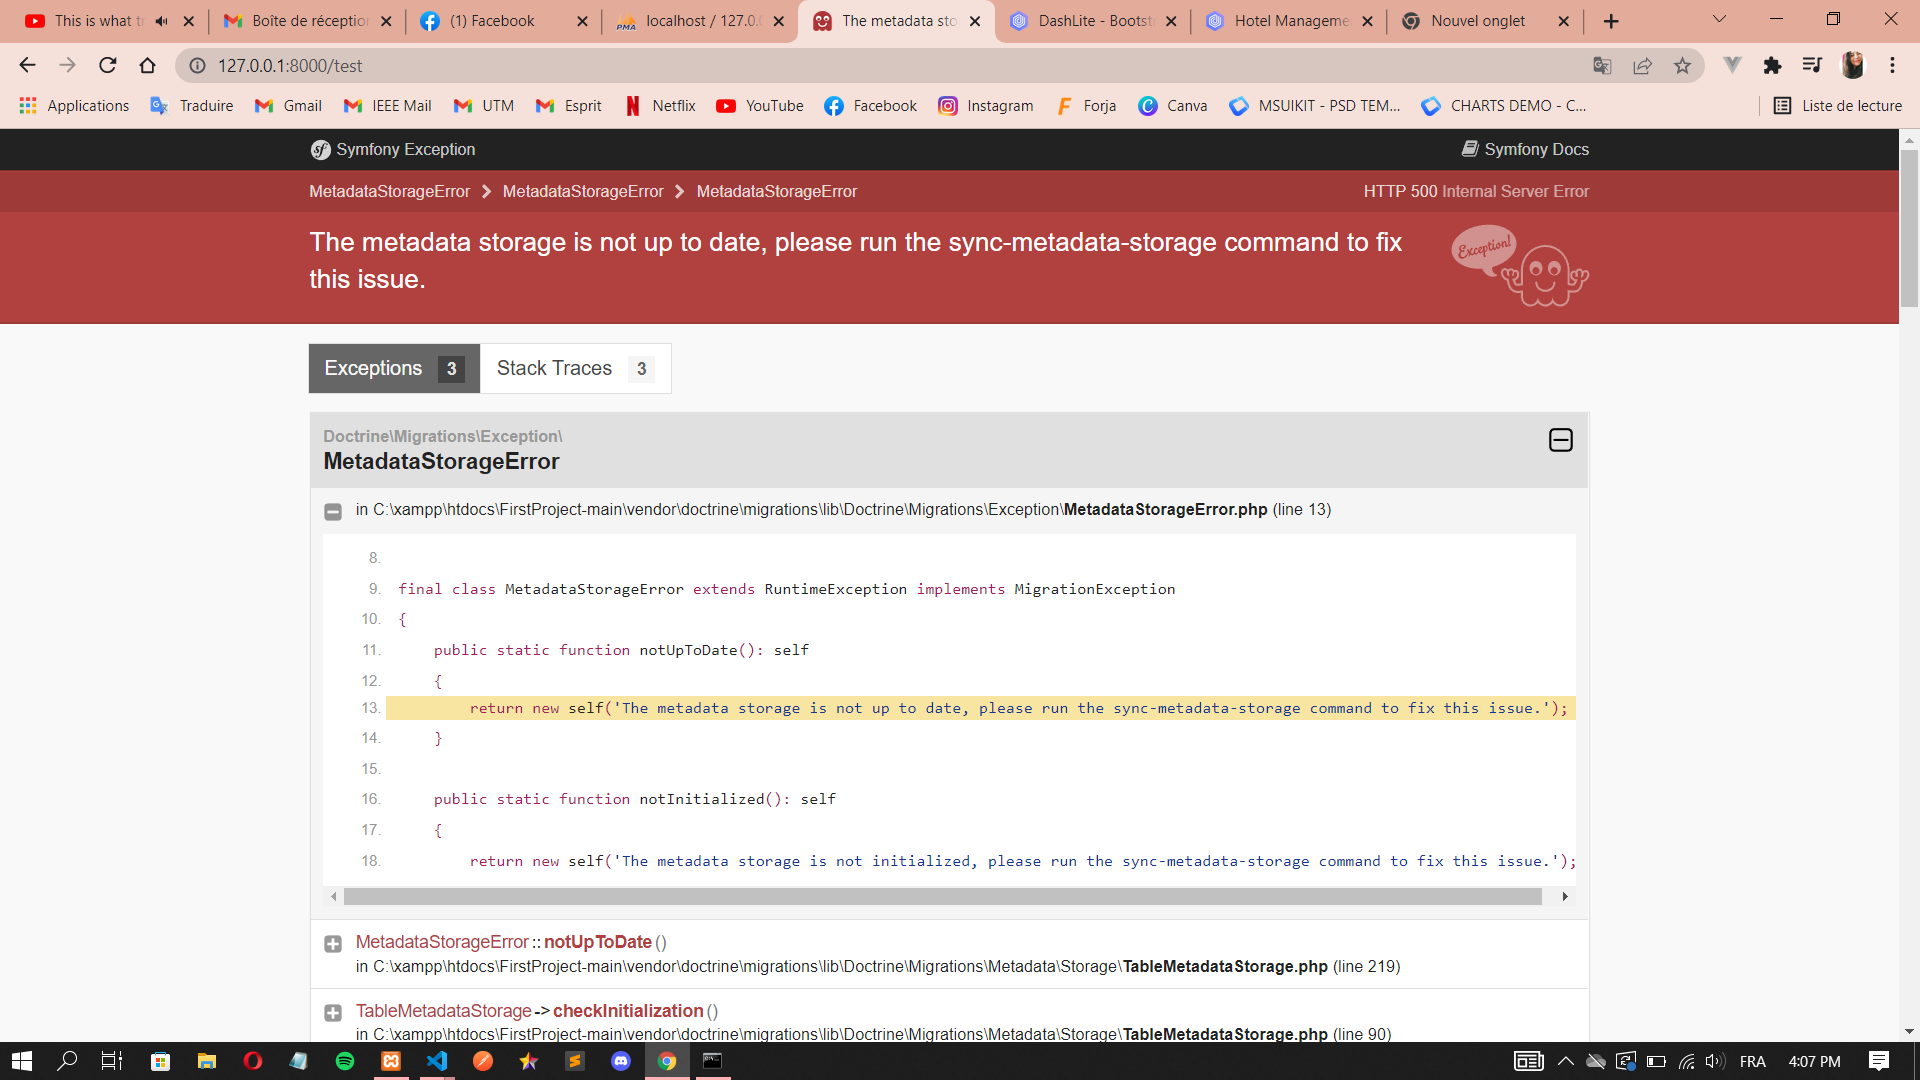 This is what t
Boîte de réception
(1) Facebook
localhost / 127.0.0
The metadata sto
DashLite - Bootst
Hotel Manageme
Nouvel onglet
127.0.0.1:8000/test
Applications
Traduire
Gmail
IEEE Mail
UTM
Esprit
Netflix
YouTube
Facebook
Instagram
Forja
Canva
MSUIKIT - PSD TEM...
CHARTS DEMO - C...
Liste de lecture
Symfony Exception
Symfony Docs
MetadataStorageError
MetadataStorageError
MetadataStorageError
HTTP 500 Internal Server Error
The metadata storage is not up to date, please run the sync-metadata-storage command to fix
this issue.
Exception!
Exceptions 3
Stack Traces 3
Doctrine\Migrations\Exception\
MetadataStorageError
in C:\xampp\htdocs\FirstProject-main\vendor\doctrine\migrations\lib\Doctrine\Migrations\Exception\MetadataStorageError.php (line 13)
8.
9. final class MetadataStorageError extends RuntimeException implements MigrationException
10. {
11. public static function notUpToDate(): self
12. {
13. return new self('The metadata storage is not up to date, please run the sync-metadata-storage command to fix this issue.');
14. }
15.
16. public static function notInitialized(): self
17. {
18. return new self('The metadata storage is not initialized, please run the sync-metadata-storage command to fix this issue.');
MetadataStorageError::notUpToDate()
in C:\xampp\htdocs\FirstProject-main\vendor\doctrine\migrations\lib\Doctrine\Migrations\Metadata\Storage\TableMetadataStorage.php (line 219)
TableMetadataStorage->checkInitialization()
in C:\xampp\htdocs\FirstProject-main\vendor\doctrine\migrations\lib\Doctrine\Migrations\Metadata\Storage\TableMetadataStorage.php (line 90)
FRA
4:07 PM